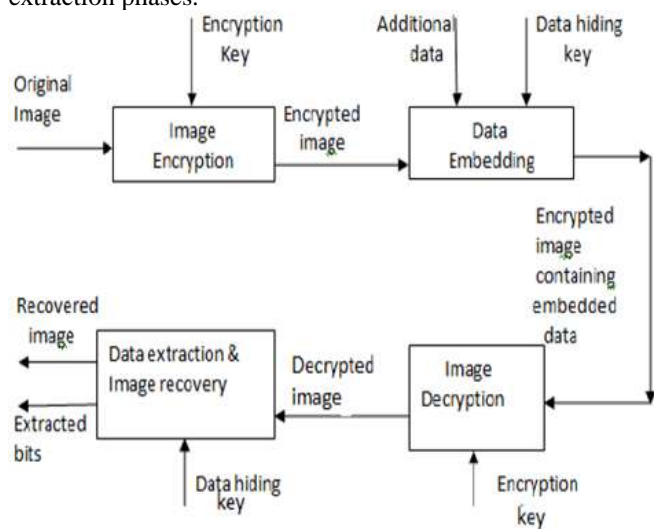 extraction phases.
Encryption
Key
Additional
data
Data hiding
key
Original
Image
Image
Encryption
Encrypted
image
Data
Embedding
Encrypted
image
containing
embedded
data
Recovered
image
Data extraction &
Image recovery
Decrypted
image
Image
Decryption
Extracted
bits
Data hiding
key
Encryption
key